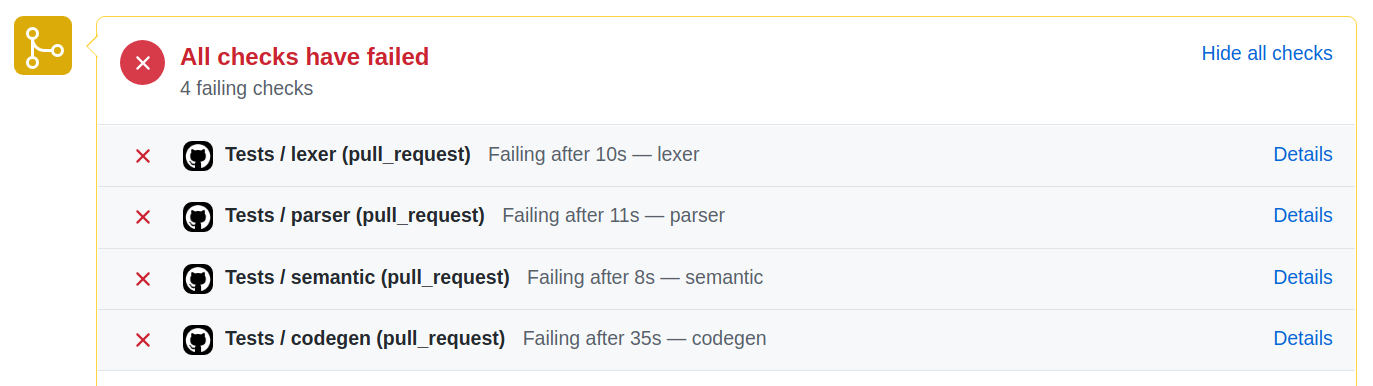 All checks have failed
Hide all checks
4 failing checks
Tests / lexer (pull_request) Failing after 10s — lexer Details
Tests / parser (pull_request) Failing after 11s — parser Details
Tests / semantic (pull_request) Failing after 8s — semantic Details
Tests / codegen (pull_request) Failing after 35s — codegen Details